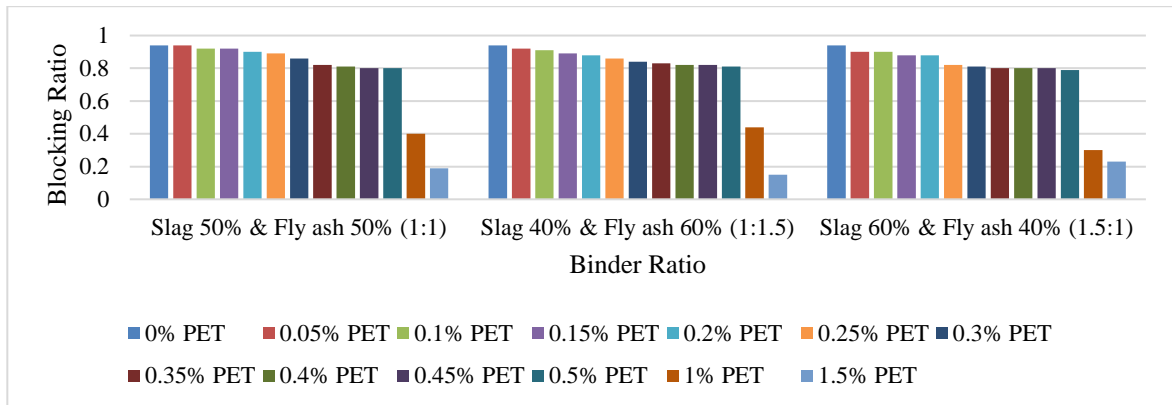 Blocking Ratio
1
0.8
0.6
0.4
0.2
0
Slag 50% & Fly ash 50% (1:1) Slag 40% & Fly ash 60% (1:1.5) Slag 60% & Fly ash 40% (1.5:1)
Binder Ratio
0% PET 0.05% PET 0.1% PET 0.15% PET 0.2% PET 0.25% PET 0.3% PET
0.35% PET 0.4% PET 0.45% PET 0.5% PET 1% PET 1.5% PET